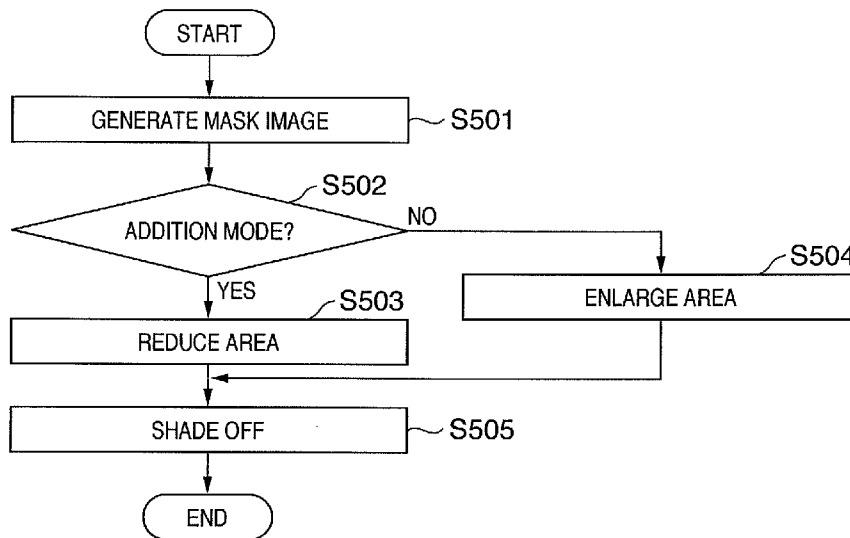 START
GENERATE MASK IMAGE
S501
S502
ADDITION MODE?
NO
YES
S503
REDUCE AREA
S504
ENLARGE AREA
SHADE OFF
S505
END